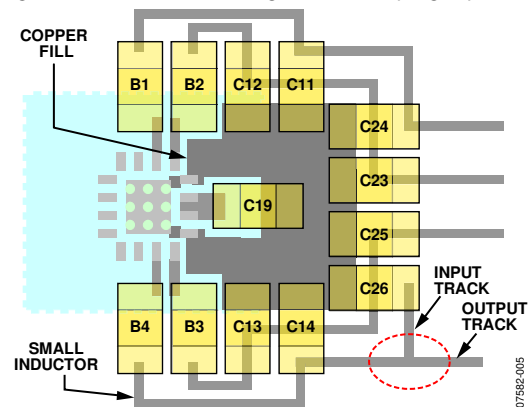 COPPER
FILL
B1
B2
C12
C11
C24
C23
C19
C25
C26
INPUT
TRACK
OUTPUT
TRACK
B4
B3
C13
C14
SMALL
INDUCTOR
07582-005